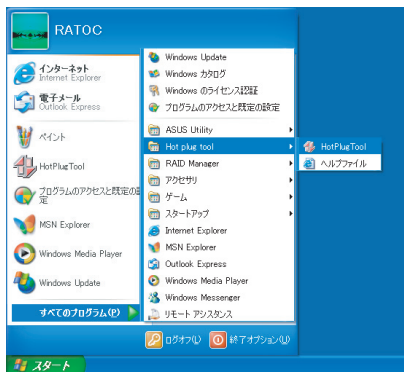 RATOC
インターネット
Internet Explorer
電子メール
Outlook Express
ペイント
HotPlugTool
プログラムのアクセスと既定の設
定
MSN Explorer
Windows Media Player
Windows Update
すべてのプログラム(P)
Windows Update
Windows カタログ
Windows のライセンス認証
プログラムのアクセスと既定の設定
ASUS Utility
Hot plug tool
RAID Manager
アクセサリ
ゲーム
スタートアップ
Internet Explorer
MSN Explorer
Outlook Express
Windows Media Player
Windows Messenger
リモート アシスタンス
HotPlugTool
ヘルプファイル
ログオフ(L)
終了オプション(U)
スタート